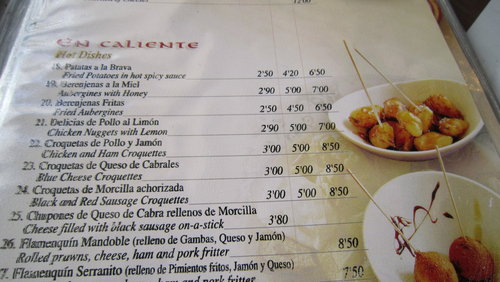 12'00
En caliente
Hot Dishes
18. Patatas a la Brava
Fried Potatoes in hot spicy sauce 2'50 4'20 6'50
19. Berenjenas a la Miel
Aubergines with Honey 2'90 5'00 7'00
20. Berenjenas Fritas
Fried Aubergines 2'50 4'50 6'50
21. Delicias de Pollo al Limón
Chicken Nuggets with Lemon 2'90 5'00 7'00
22. Croquetas de Pollo y Jamón
Chicken and Ham Croquettes 3'00 5'00 8'50
23. Croquetas de Queso de Cabrales
Blue Cheese Croquettes 3'00 5'00 8'50
24. Croquetas de Morcilla achorizada
Black and Red Sausage Croquettes 3'00 5'00 8'50
25. Chupones de Queso de Cabra rellenos de Morcilla
Cheese filled with black sausage on-a-stick 3'80
26. Flamenquín Mandoble (relleno de Gambas, Queso y Jamón)
Rolled prawns, cheese, ham and pork fritter 8'50
7. Flamenquín Serranito (relleno de Pimientos fritos, Jamón y Queso)
ham and pork fritter 7'50